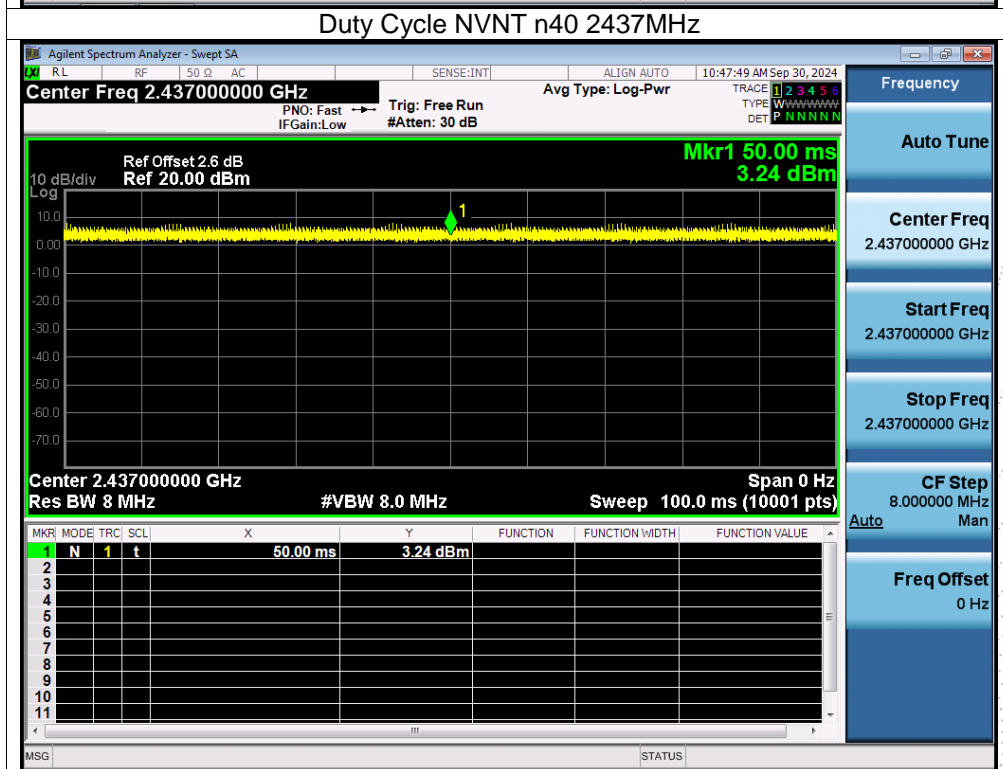 Duty Cycle NVNT n40 2437MHz
Agilent Spectrum Analyzer - Swept SA
LXI RL RF 50 Ω AC SENSE:INT ALIGN AUTO 10:47:49 AM Sep 30, 2024
Center Freq 2.437000000 GHz
PNO: Fast
IFGain:Low
Trig: Free Run
#Atten: 30 dB
Avg Type: Log-Pwr
TRACE 1 2 3 4 5 6
TYPE WWWWWW
DET P N N N N N
Ref Offset 2.6 dB
10 dB/div Ref 20.00 dBm
Log
Mkr1 50.00 ms
3.24 dBm
1
10.0
0.00
-10.0
-20.0
-30.0
-40.0
-50.0
-60.0
-70.0
Center 2.437000000 GHz Span 0 Hz
Res BW 8 MHz #VBW 8.0 MHz Sweep 100.0 ms (10001 pts)
MKR MODE TRC SCL X Y FUNCTION FUNCTION WIDTH FUNCTION VALUE
1 N 1 t 50.00 ms 3.24 dBm
2
3
4
5
6
7
8
9
10
11
MSG STATUS
Frequency
Auto Tune
Center Freq
2.437000000 GHz
Start Freq
2.437000000 GHz
Stop Freq
2.437000000 GHz
CF Step
8.000000 MHz
Auto Man
Freq Offset
0 Hz